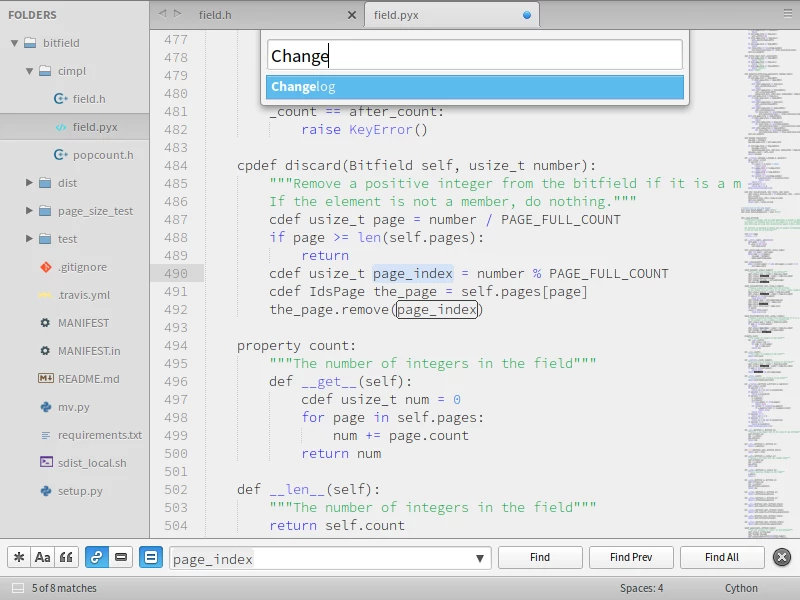 FOLDERS
field.h
field.pyx
bitfield
cimpl
field.h
field.pyx
popcount.h
dist
page_size_test
test
.gitignore
.travis.yml
MANIFEST
MANIFEST.in
README.md
mv.py
requirements.txt
sdist_local.sh
setup.py
Change
Changelog
477
478
479
480
481 _count == after_count:
482 raise KeyError()
483
484 cpdef discard(Bitfield self, usize_t number):
485 """Remove a positive integer from the bitfield if it is a m
486 If the element is not a member, do nothing."""
487 cdef usize_t page = number / PAGE_FULL_COUNT
488 if page >= len(self.pages):
489 return
490 cdef usize_t page_index = number % PAGE_FULL_COUNT
491 cdef IdsPage the_page = self.pages[page]
492 the_page.remove(page_index)
493
494 property count:
495 """The number of integers in the field"""
496 def __get__(self):
497 cdef usize_t num = 0
498 for page in self.pages:
499 num += page.count
500 return num
501
502 def __len__(self):
503 """The number of integers in the field"""
504 return self.count
Aa
page_index
Find
Find Prev
Find All
5 of 8 matches
Spaces: 4
Cython